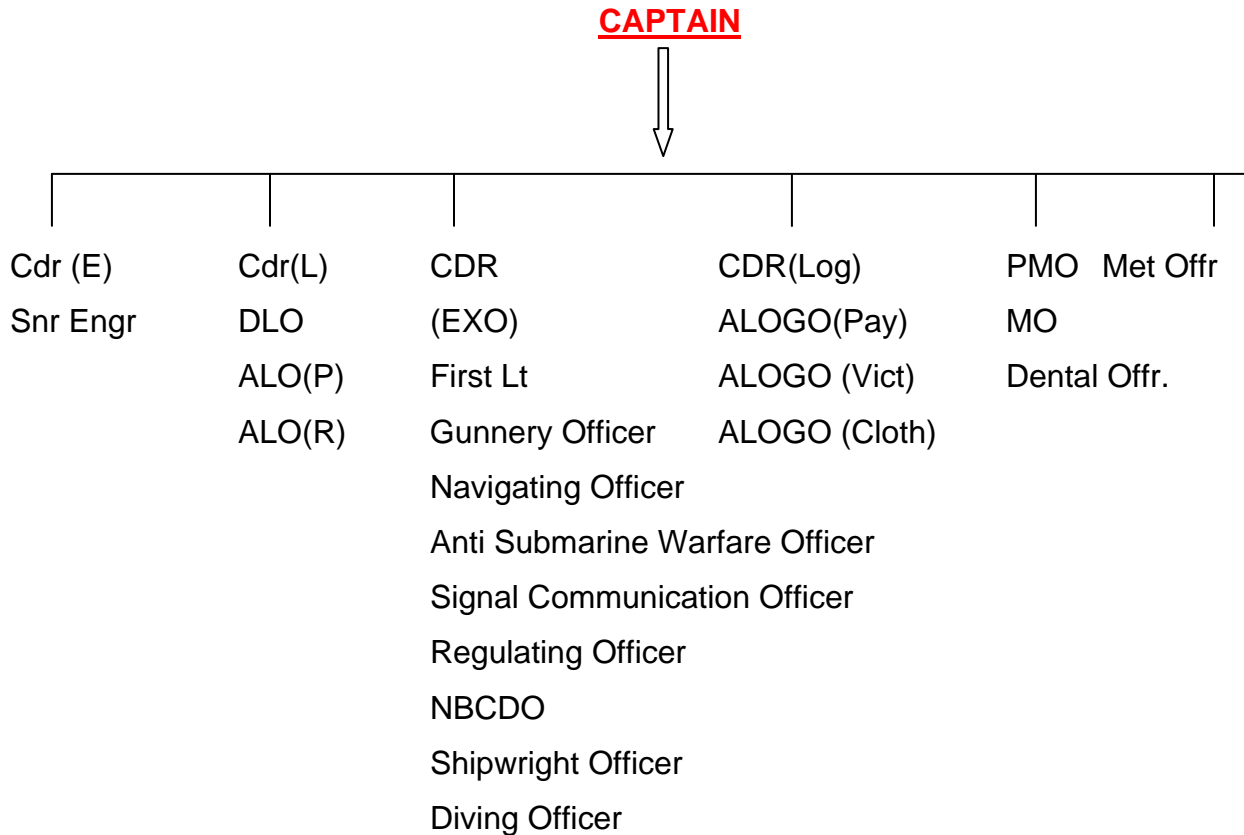 CAPTAIN
Cdr (E) Cdr(L) CDR CDR(Log) PMO Met Offr
Snr Engr DLO (EXO) ALOGO(Pay) MO
ALO(P) First Lt ALOGO (Vict) Dental Offr.
ALO(R) Gunnery Officer ALOGO (Cloth)
Navigating Officer
Anti Submarine Warfare Officer
Signal Communication Officer
Regulating Officer
NBCDO
Shipwright Officer
Diving Officer